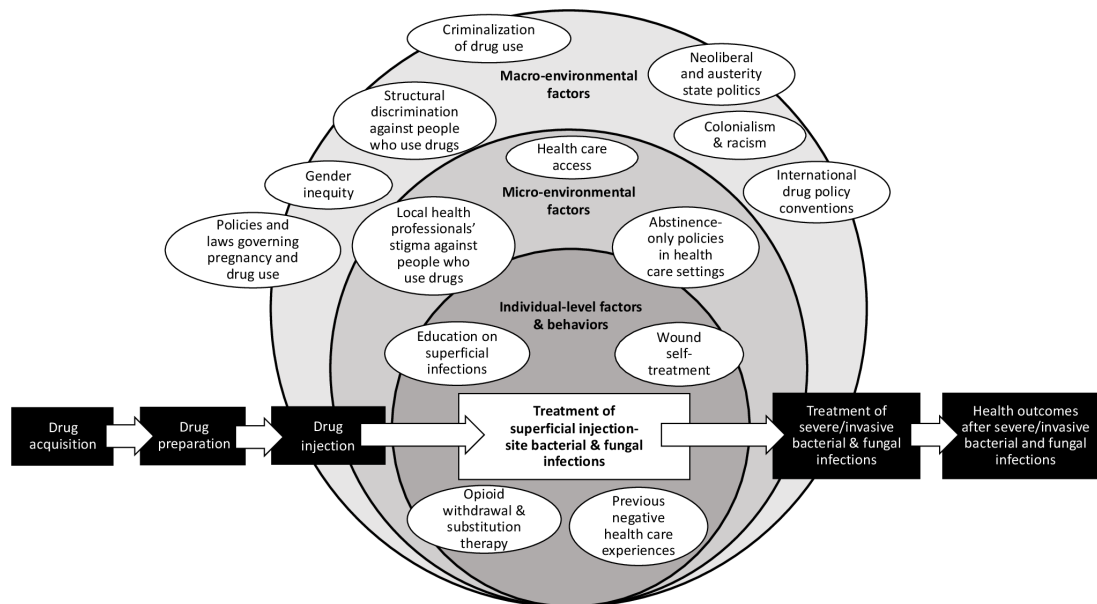 Criminalization
of drug use
Neoliberal
and austerity
state politics
Macro-environmental
factors
Structural
discrimination
against people
who use drugs
Colonialism
& racism
Health care
access
Gender
inequity
International
drug policy
conventions
Micro-environmental
factors
Local health
professionals’
stigma against
people who
use drugs
Abstinence-
only policies
in health
care settings
Policies and
laws governing
pregnancy and
drug use
Individual-level factors
& behaviors
Education on
superficial
infections
Wound
self-
treatment
Drug
acquisition
Drug
preparation
Drug
injection
Treatment of
superficial injection-
site bacterial & fungal
infections
Treatment of
severe/invasive
bacterial & fungal
infections
Health outcomes
after severe/invasive
bacterial and fungal
infections
Opioid
withdrawal &
substitution
therapy
Previous
negative
health care
experiences